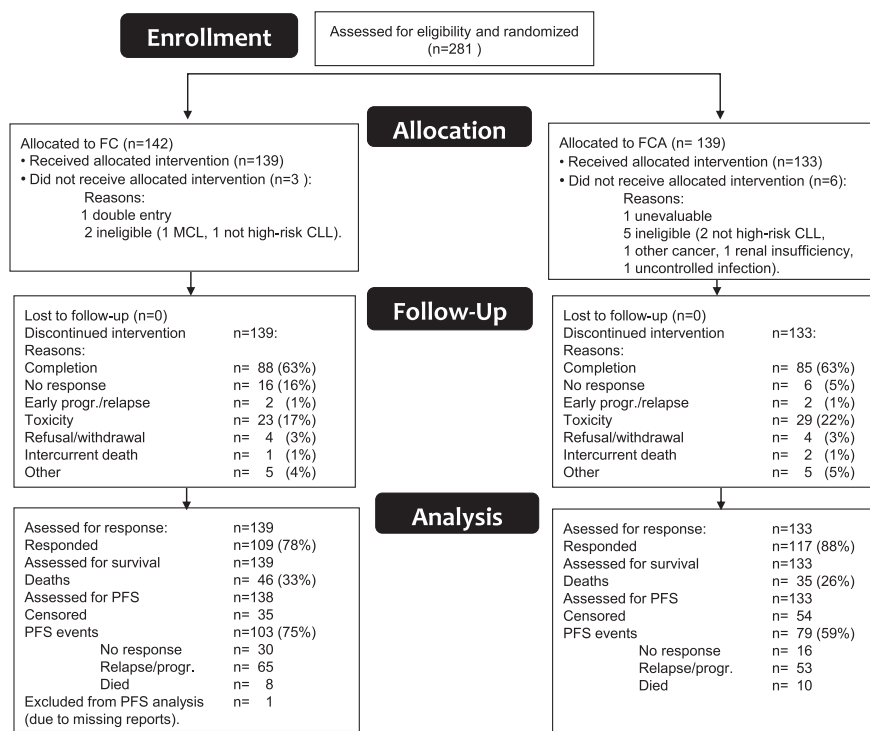 Enrollment
Assessed for eligibility and randomized
(n=281 )
Allocation
Allocated to FC (n=142)
• Received allocated intervention (n=139)
• Did not receive allocated intervention (n=3 ):
Reasons:
1 double entry
2 ineligible (1 MCL, 1 not high-risk CLL).
Allocated to FCA (n= 139)
• Received allocated intervention (n=133)
• Did not receive allocated intervention (n=6):
Reasons:
1 unevaluable
5 ineligible (2 not high-risk CLL,
1 other cancer, 1 renal insufficiency,
1 uncontrolled infection).
Follow-Up
Lost to follow-up (n=0)
Discontinued intervention n=139:
Reasons:
Completion n= 88 (63%)
No response n= 16 (16%)
Early progr./relapse n= 2 (1%)
Toxicity n= 23 (17%)
Refusal/withdrawal n= 4 (3%)
Intercurrent death n= 1 (1%)
Other n= 5 (4%)
Lost to follow-up (n=0)
Discontinued intervention n=133:
Reasons:
Completion n= 85 (63%)
No response n= 6 (5%)
Early progr./relapse n= 2 (1%)
Toxicity n= 29 (22%)
Refusal/withdrawal n= 4 (3%)
Intercurrent death n= 2 (1%)
Other n= 5 (5%)
Analysis
Asessed for response: n=139
Responded n=109 (78%)
Assessed for survival n=139
Deaths n= 46 (33%)
Assessed for PFS n=138
Censored n= 35
PFS events n=103 (75%)
No response n= 30
Relapse/progr. n= 65
Died n= 8
Excluded from PFS analysis n= 1
(due to missing reports).
Asessed for response: n=133
Responded n=117 (88%)
Assessed for survival n=133
Deaths n= 35 (26%)
Assessed for PFS n=133
Censored n= 54
PFS events n= 79 (59%)
No response n= 16
Relapse/progr. n= 53
Died n= 10